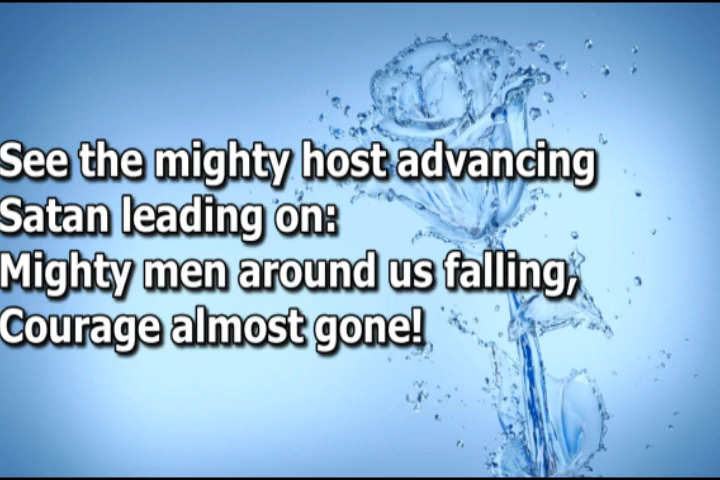 See the mighty host advancing
Satan leading on:
Mighty men around us falling,
Courage almost gone!